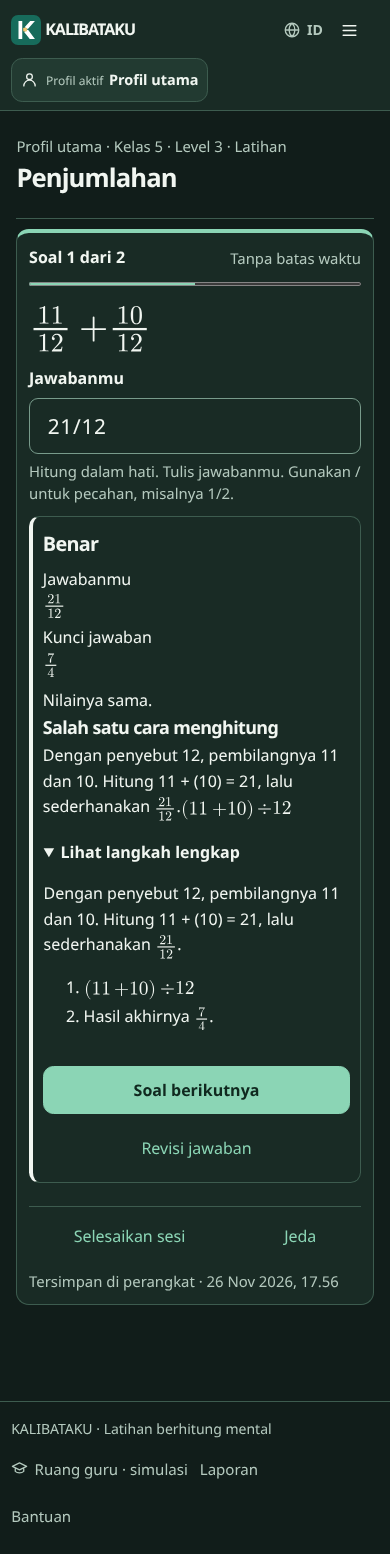 KALIBATAKU
ID
Profil aktif Profil utama
Profil utama · Kelas 5 · Level 3 · Latihan
Penjumlahan
Soal 1 dari 2
Tanpa batas waktu
11/12 + 10/12
Jawabanmu
21/12
Hitung dalam hati. Tulis jawabanmu. Gunakan /
untuk pecahan, misalnya 1/2.
Benar
Jawabanmu
21/12
Kunci jawaban
7/4
Nilainya sama.
Salah satu cara menghitung
Dengan penyebut 12, pembilangnya 11
dan 10. Hitung 11 + (10) = 21, lalu
sederhanakan 21/12. (11+10) ÷12
▼ Lihat langkah lengkap
Dengan penyebut 12, pembilangnya 11
dan 10. Hitung 11 + (10) = 21, lalu
sederhanakan 21/12.
1. (11+10) ÷12
2. Hasil akhirnya 7/4.
Soal berikutnya
Revisi jawaban
Selesaikan sesi
Jeda
Tersimpan di perangkat · 26 Nov 2026, 17.56
KALIBATAKU · Latihan berhitung mental
Ruang guru · simulasi Laporan
Bantuan